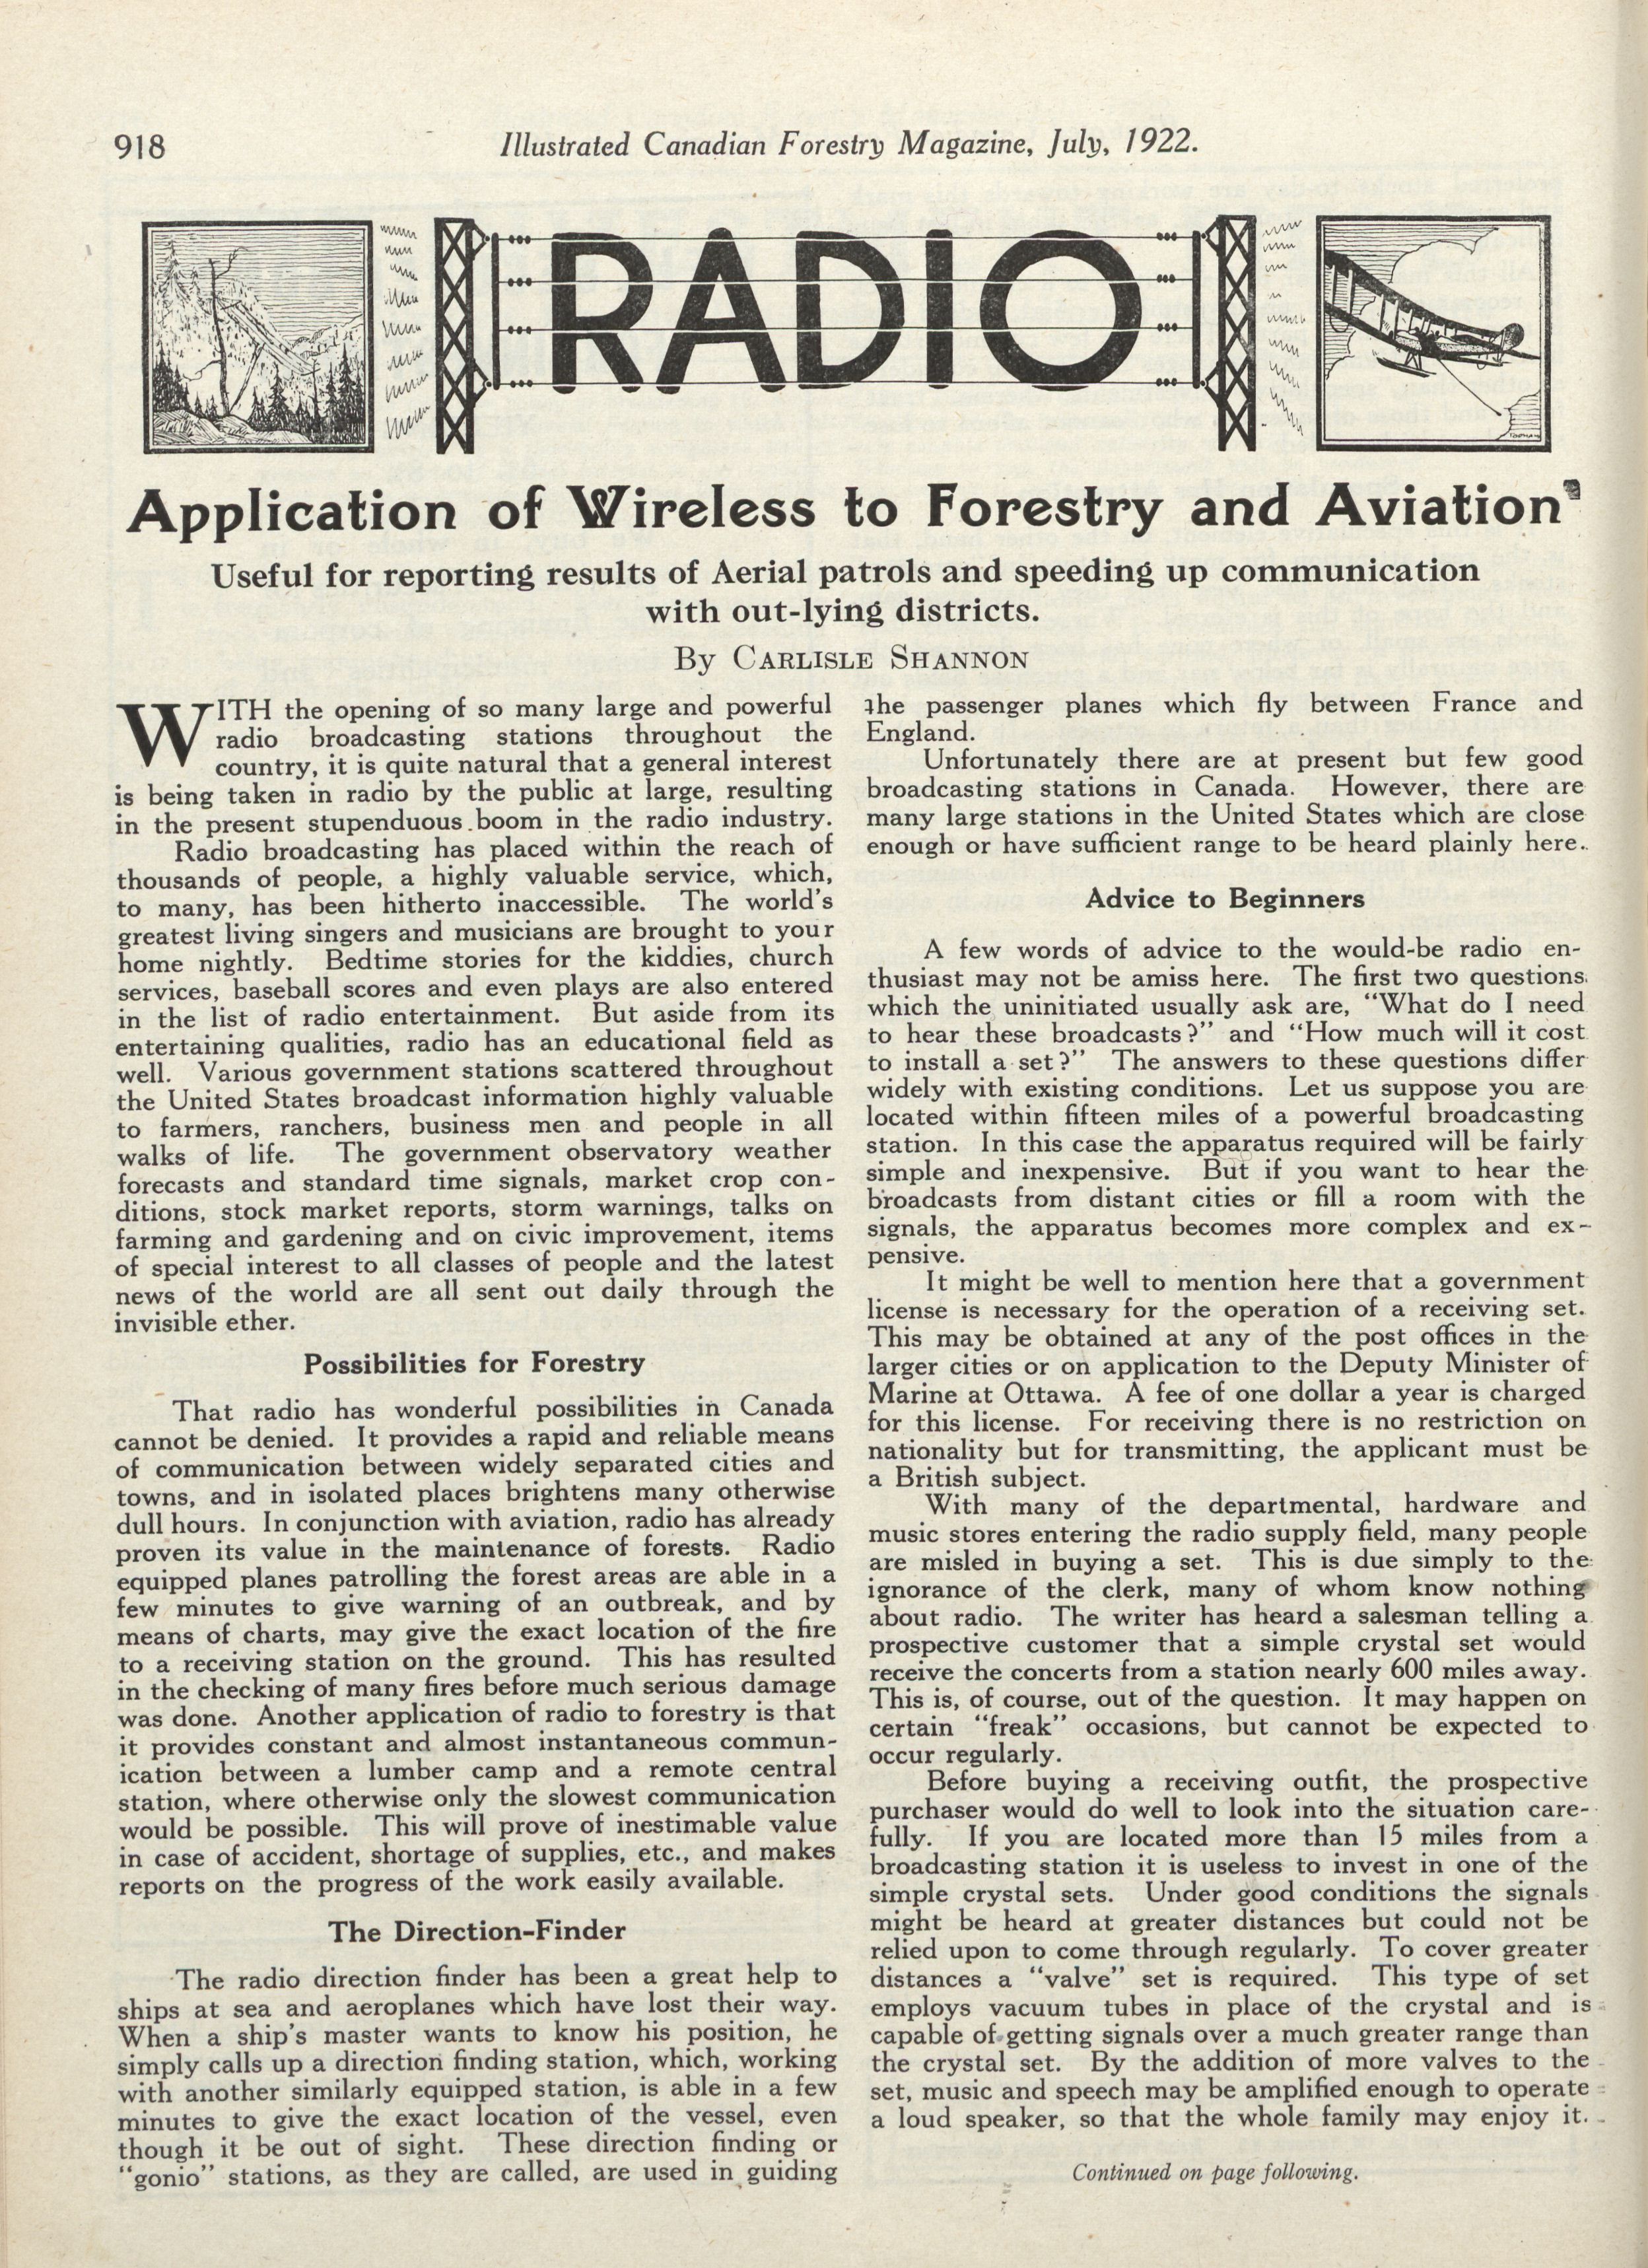 918
Illustrated Canadian Forestry Magazine, July, 1922.
RADIO
Application of Wireless to Forestry and Aviation
Useful for reporting results of Aerial patrols and speeding up communication
with out-lying districts.
By CARLISLE SHANNON
WITH the opening of so many large and powerful
radio broadcasting stations throughout the
country, it is quite natural that a general interest
is being taken in radio by the public at large, resulting
in the present stupendous boom in the radio industry.
Radio broadcasting has placed within the reach of
thousands of people, a highly valuable service, which,
to many, has been hitherto inaccessible. The world's
greatest living singers and musicians are brought to your
home nightly. Bedtime stories for the kiddies, church
services, baseball scores and even plays are also entered
in the list of radio entertainment. But aside from its
entertaining qualities, radio has an educational field as
well. Various government stations scattered throughout
the United States broadcast information highly valuable
to farmers, ranchers, business men and people in all
walks of life. The government observatory weather
forecasts and standard time signals, market crop con-
ditions, stock market reports, storm warnings, talks on
farming and gardening and on civic improvement, items
of special interest to all classes of people and the latest
news of the world are all sent out daily through the
invisible ether.
Possibilities for Forestry
That radio has wonderful possibilities in Canada
cannot be denied. It provides a rapid and reliable means
of communication between widely separated cities and
towns, and in isolated places brightens many otherwise
dull hours. In conjunction with aviation, radio has already
proven its value in the maintenance of forests. Radio
equipped planes patrolling the forest areas are able in a
few minutes to give warning of an outbreak, and by
means of charts, may give the exact location of the fire
to a receiving station on the ground. This has resulted
in the checking of many fires before much serious damage
was done. Another application of radio to forestry is that
it provides constant and almost instantaneous commun-
ication between a lumber camp and a remote central
station, where otherwise only the slowest communication
would be possible. This will prove of inestimable value
in case of accident, shortage of supplies, etc., and makes
reports on the progress of the work easily available.
The Direction-Finder
The radio direction finder has been a great help to
ships at sea and aeroplanes which have lost their way.
When a ship's master wants to know his position, he
simply calls up a direction finding station, which, working
with another similarly equipped station, is able in a few
minutes to give the exact location of the vessel, even
though it be out of sight. These direction finding or
"gonio" stations, as they are called, are used in guiding
the passenger planes which fly between France and
England.
Unfortunately there are at present but few good
broadcasting stations in Canada. However, there are
many large stations in the United States which are close
enough or have sufficient range to be heard plainly here.
Advice to Beginners
A few words of advice to the would-be radio en-
thusiast may not be amiss here. The first two questions
which the uninitiated usually ask are, "What do I need
to hear these broadcasts?" and "How much will it cost
to install a set?" The answers to these questions differ
widely with existing conditions. Let us suppose you are
located within fifteen miles of a powerful broadcasting
station. In this case the apparatus required will be fairly
simple and inexpensive. But if you want to hear the
broadcasts from distant cities or fill a room with the
signals, the apparatus becomes more complex and ex-
pensive.
It might be well to mention here that a government
license is necessary for the operation of a receiving set.
This may be obtained at any of the post offices in the
larger cities or on application to the Deputy Minister of
Marine at Ottawa. A fee of one dollar a year is charged
for this license. For receiving there is no restriction on
nationality but for transmitting, the applicant must be
a British subject.
With many of the departmental, hardware and
music stores entering the radio supply field, many people
are misled in buying a set. This is due simply to the
ignorance of the clerk, many of whom know nothing
about radio. The writer has heard a salesman telling a
prospective customer that a simple crystal set would
receive the concerts from a station nearly 600 miles away.
This is, of course, out of the question. It may happen on
certain "freak" occasions, but cannot be expected to
occur regularly.
Before buying a receiving outfit, the prospective
purchaser would do well to look into the situation care-
fully. If you are located more than 15 miles from a
broadcasting station it is useless to invest in one of the
simple crystal sets. Under good conditions the signals
might be heard at greater distances but could not be
relied upon to come through regularly. To cover greater
distances a "valve" set is required. This type of set
employs vacuum tubes in place of the crystal and is
capable of getting signals over a much greater range than
the crystal set. By the addition of more valves to the
set, music and speech may be amplified enough to operate
a loud speaker, so that the whole family may enjoy it.
Continued on page following.